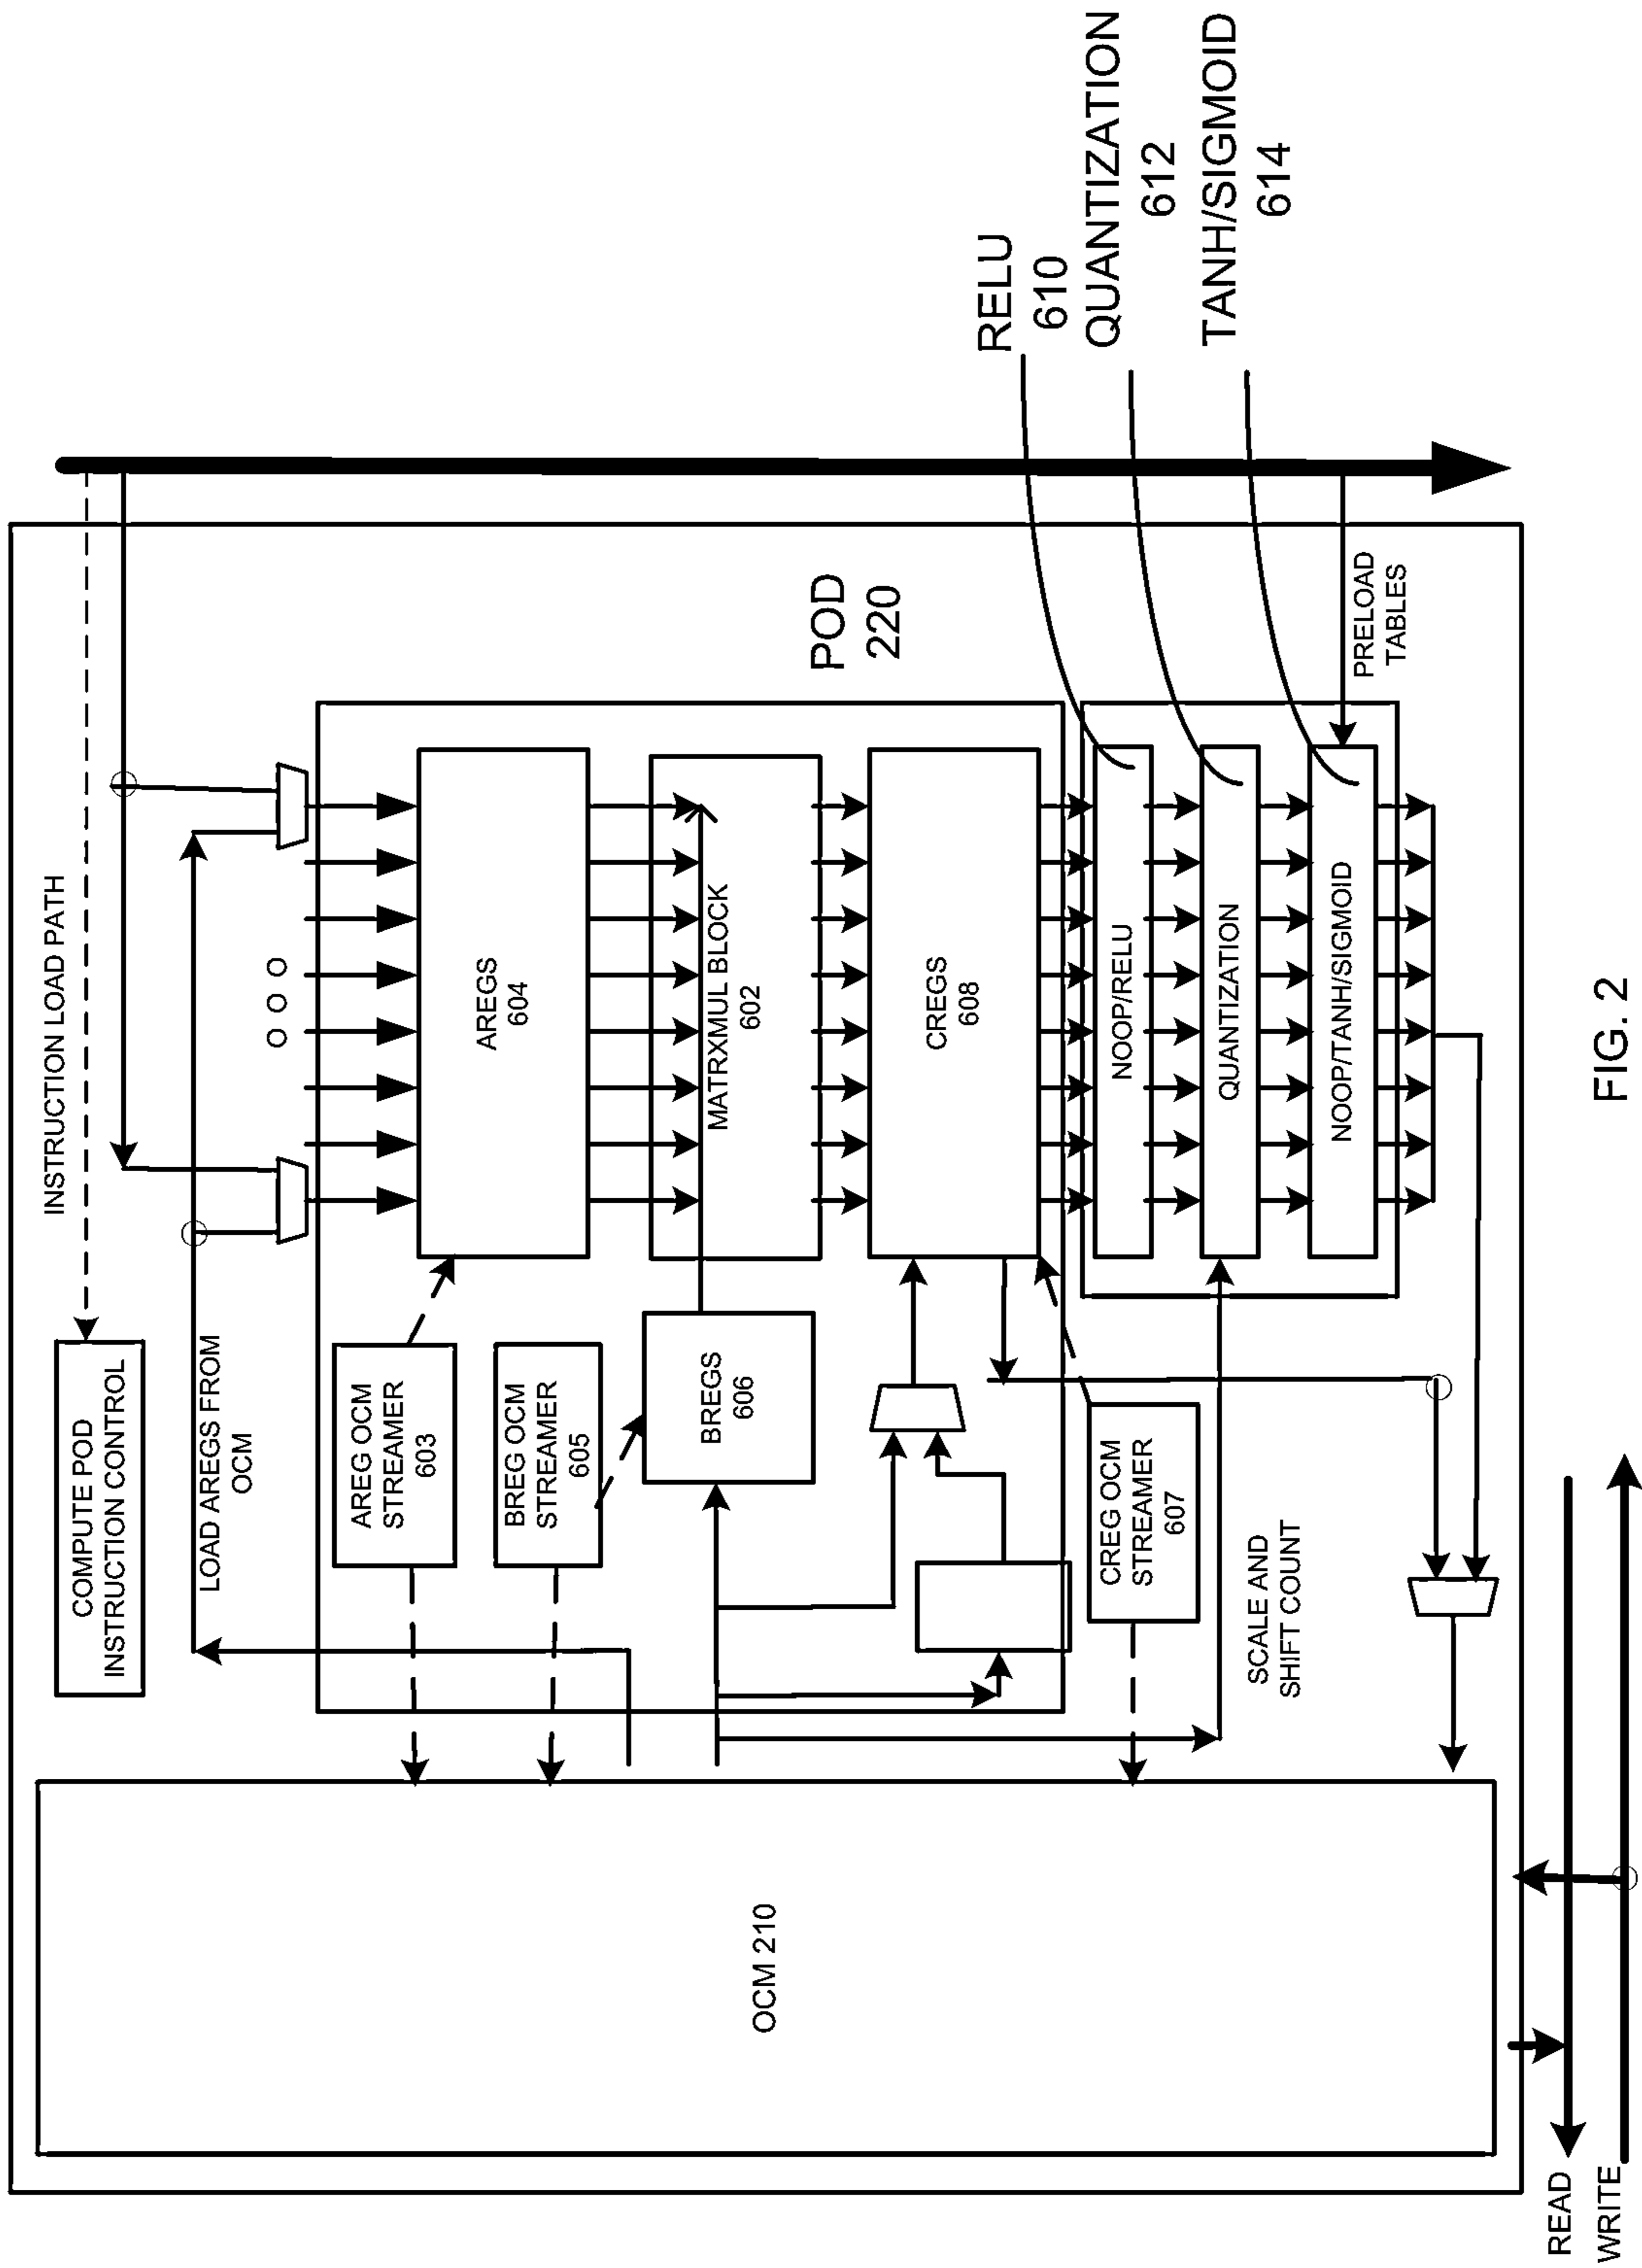 INSTRUCTION LOAD PATH
COMPUTE POD
INSTRUCTION CONTROL
LOAD AREGS FROM
OCM
O O O
AREG OCM
STREAMER
603
AREGS
604
BREG OCM
STREAMER
605
BREGS
606
MATRXMUL BLOCK
602
CREGS
608
POD
220
OCM 210
CREG OCM
STREAMER
607
NOOP/RELU
QUANTIZATION
NOOP/TANH/SIGMOID
SCALE AND
SHIFT COUNT
PRELOAD
TABLES
RELU
610
QUANTIZATION
612
TANH/SIGMOID
614
READ
WRITE
FIG. 2